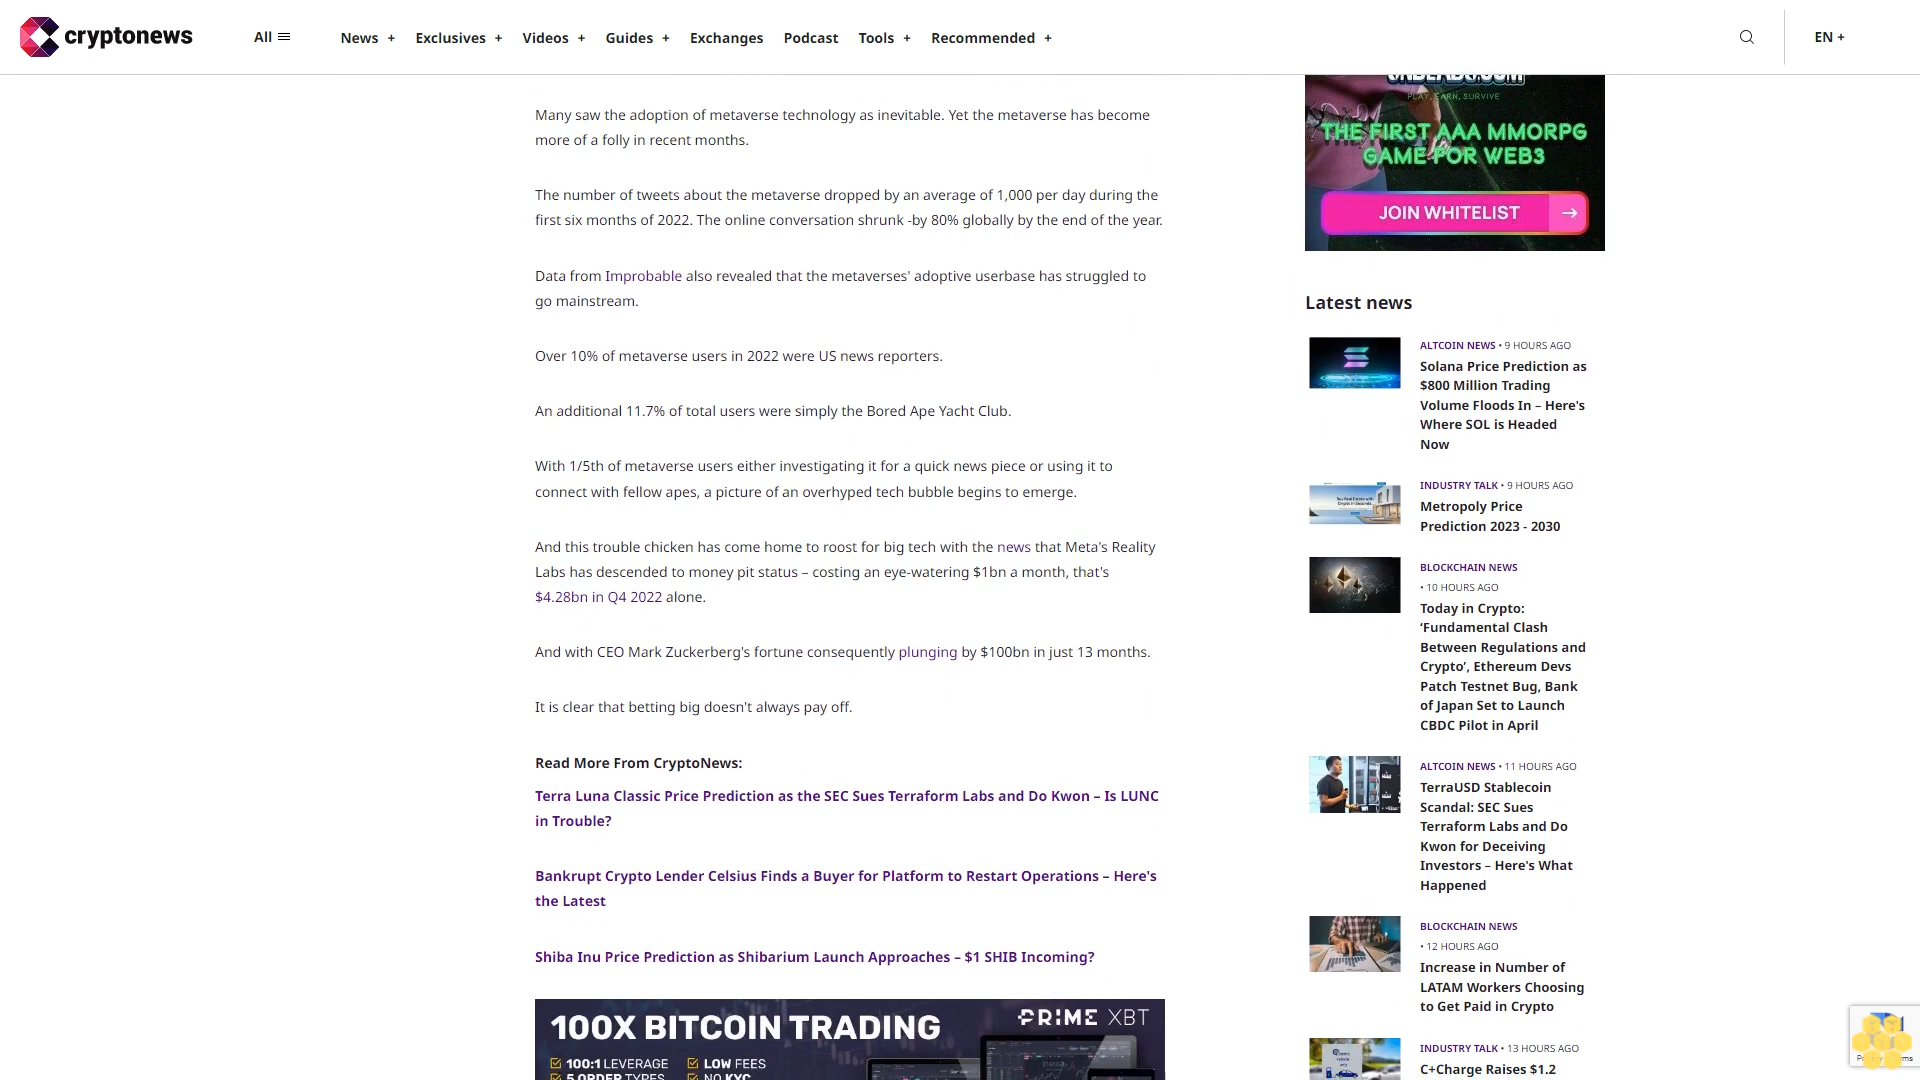 cryptonews
All
News +
Exclusives +
Videos +
Guides +
Exchanges
Podcast
Tools +
Recommended +
EN +
Many saw the adoption of metaverse technology as inevitable. Yet the metaverse has become
more of a folly in recent months.
The number of tweets about the metaverse dropped by an average of 1,000 per day during the
first six months of 2022. The online conversation shrunk -by 80% globally by the end of the year.
Data from Improbable also revealed that the metaverses' adoptive userbase has struggled to
go mainstream.
Over 10% of metaverse users in 2022 were US news reporters.
An additional 11.7% of total users were simply the Bored Ape Yacht Club.
With 1/5th of metaverse users either investigating it for a quick news piece or using it to
connect with fellow apes, a picture of an overhyped tech bubble begins to emerge.
And this trouble chicken has come home to roost for big tech with the news that Meta's Reality
Labs has descended to money pit status – costing an eye-watering $1bn a month, that's
$4.28bn in Q4 2022 alone.
And with CEO Mark Zuckerberg's fortune consequently plunging by $100bn in just 13 months.
It is clear that betting big doesn't always pay off.
Read More From CryptoNews:
Terra Luna Classic Price Prediction as the SEC Sues Terraform Labs and Do Kwon – Is LUNC
in Trouble?
Bankrupt Crypto Lender Celsius Finds a Buyer for Platform to Restart Operations – Here's
the Latest
Shiba Inu Price Prediction as Shibarium Launch Approaches – $1 SHIB Incoming?
100X BITCOIN TRADING
PRIME XBT
100:1 LEVERAGE
LOW FEES
5 ORDER TYPES
NO KYC
PLAY, EARN, SURVIVE
THE FIRST AAA MMORPG
GAME FOR WEB3
JOIN WHITELIST →
Latest news
ALTCOIN NEWS • 9 HOURS AGO
Solana Price Prediction as
$800 Million Trading
Volume Floods In – Here's
Where SOL is Headed
Now
INDUSTRY TALK • 9 HOURS AGO
Metropoly Price
Prediction 2023 - 2030
BLOCKCHAIN NEWS
• 10 HOURS AGO
Today in Crypto:
‘Fundamental Clash
Between Regulations and
Crypto’, Ethereum Devs
Patch Testnet Bug, Bank
of Japan Set to Launch
CBDC Pilot in April
ALTCOIN NEWS • 11 HOURS AGO
TerraUSD Stablecoin
Scandal: SEC Sues
Terraform Labs and Do
Kwon for Deceiving
Investors – Here's What
Happened
BLOCKCHAIN NEWS
• 12 HOURS AGO
Increase in Number of
LATAM Workers Choosing
to Get Paid in Crypto
INDUSTRY TALK • 13 HOURS AGO
C+Charge Raises $1.2